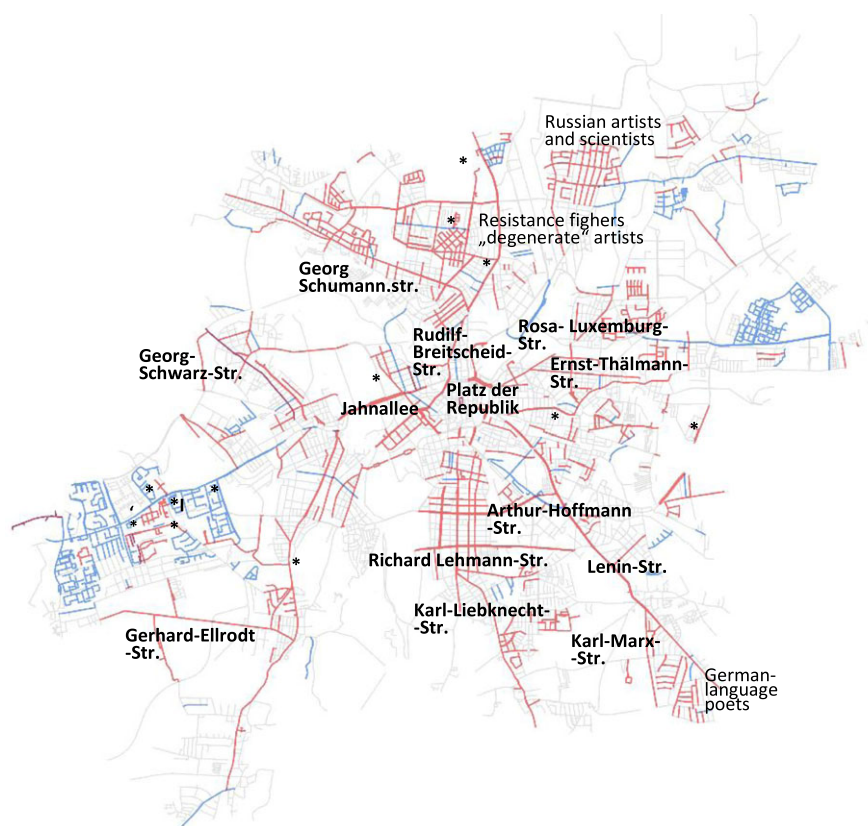 Russian artists
and scientists
*
*
Resistance fighers
„degenerate“ artists
*
Georg
Schumann.str.
Rudilf-
Breitscheid-
Str.
Rosa- Luxemburg-
Str.
Georg-
Schwarz-Str.
Ernst-Thälmann-
Str.
*
Jahnallee
Platz der
Republik
*
*
*
*
*
‘
*
*
Arthur-Hoffmann
-Str.
Richard Lehmann-Str.
*
Lenin-Str.
Karl-Liebknecht-
-Str.
Gerhard-Ellrodt
-Str.
Karl-Marx-
-Str.
German-
language
poets